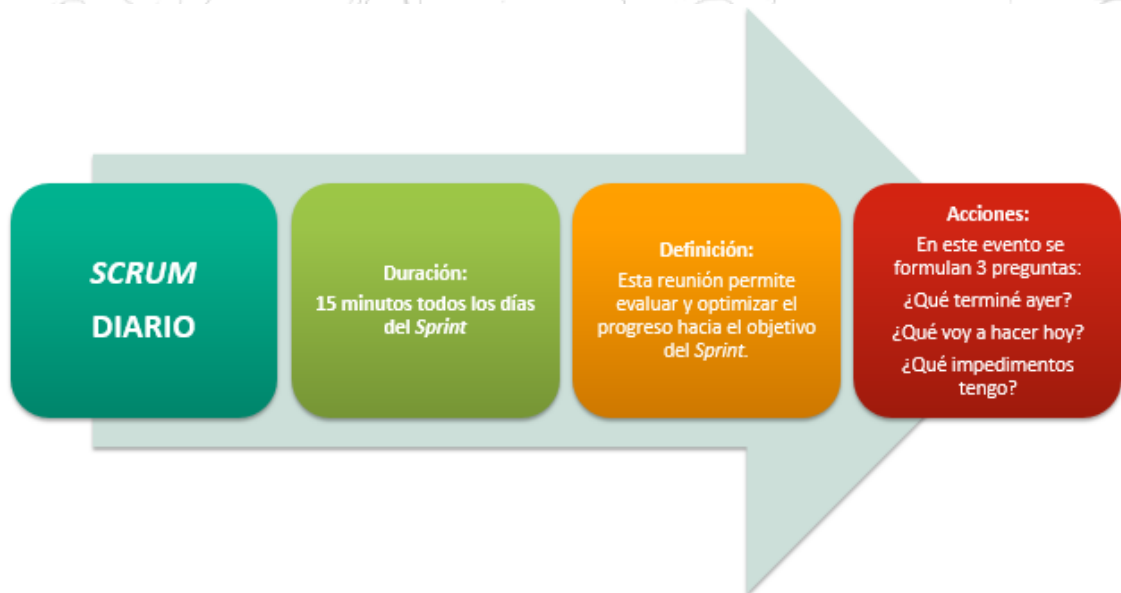 SCRUM
DIARIO
Duración:
15 minutos todos los días
del Sprint
Definición:
Esta reunión permite
evaluar y optimizar el
progreso hacia el objetivo
del Sprint.
Acciones:
En este evento se
formulan 3 preguntas:
¿Qué terminé ayer?
¿Qué voy a hacer hoy?
¿Qué impedimentos
tengo?